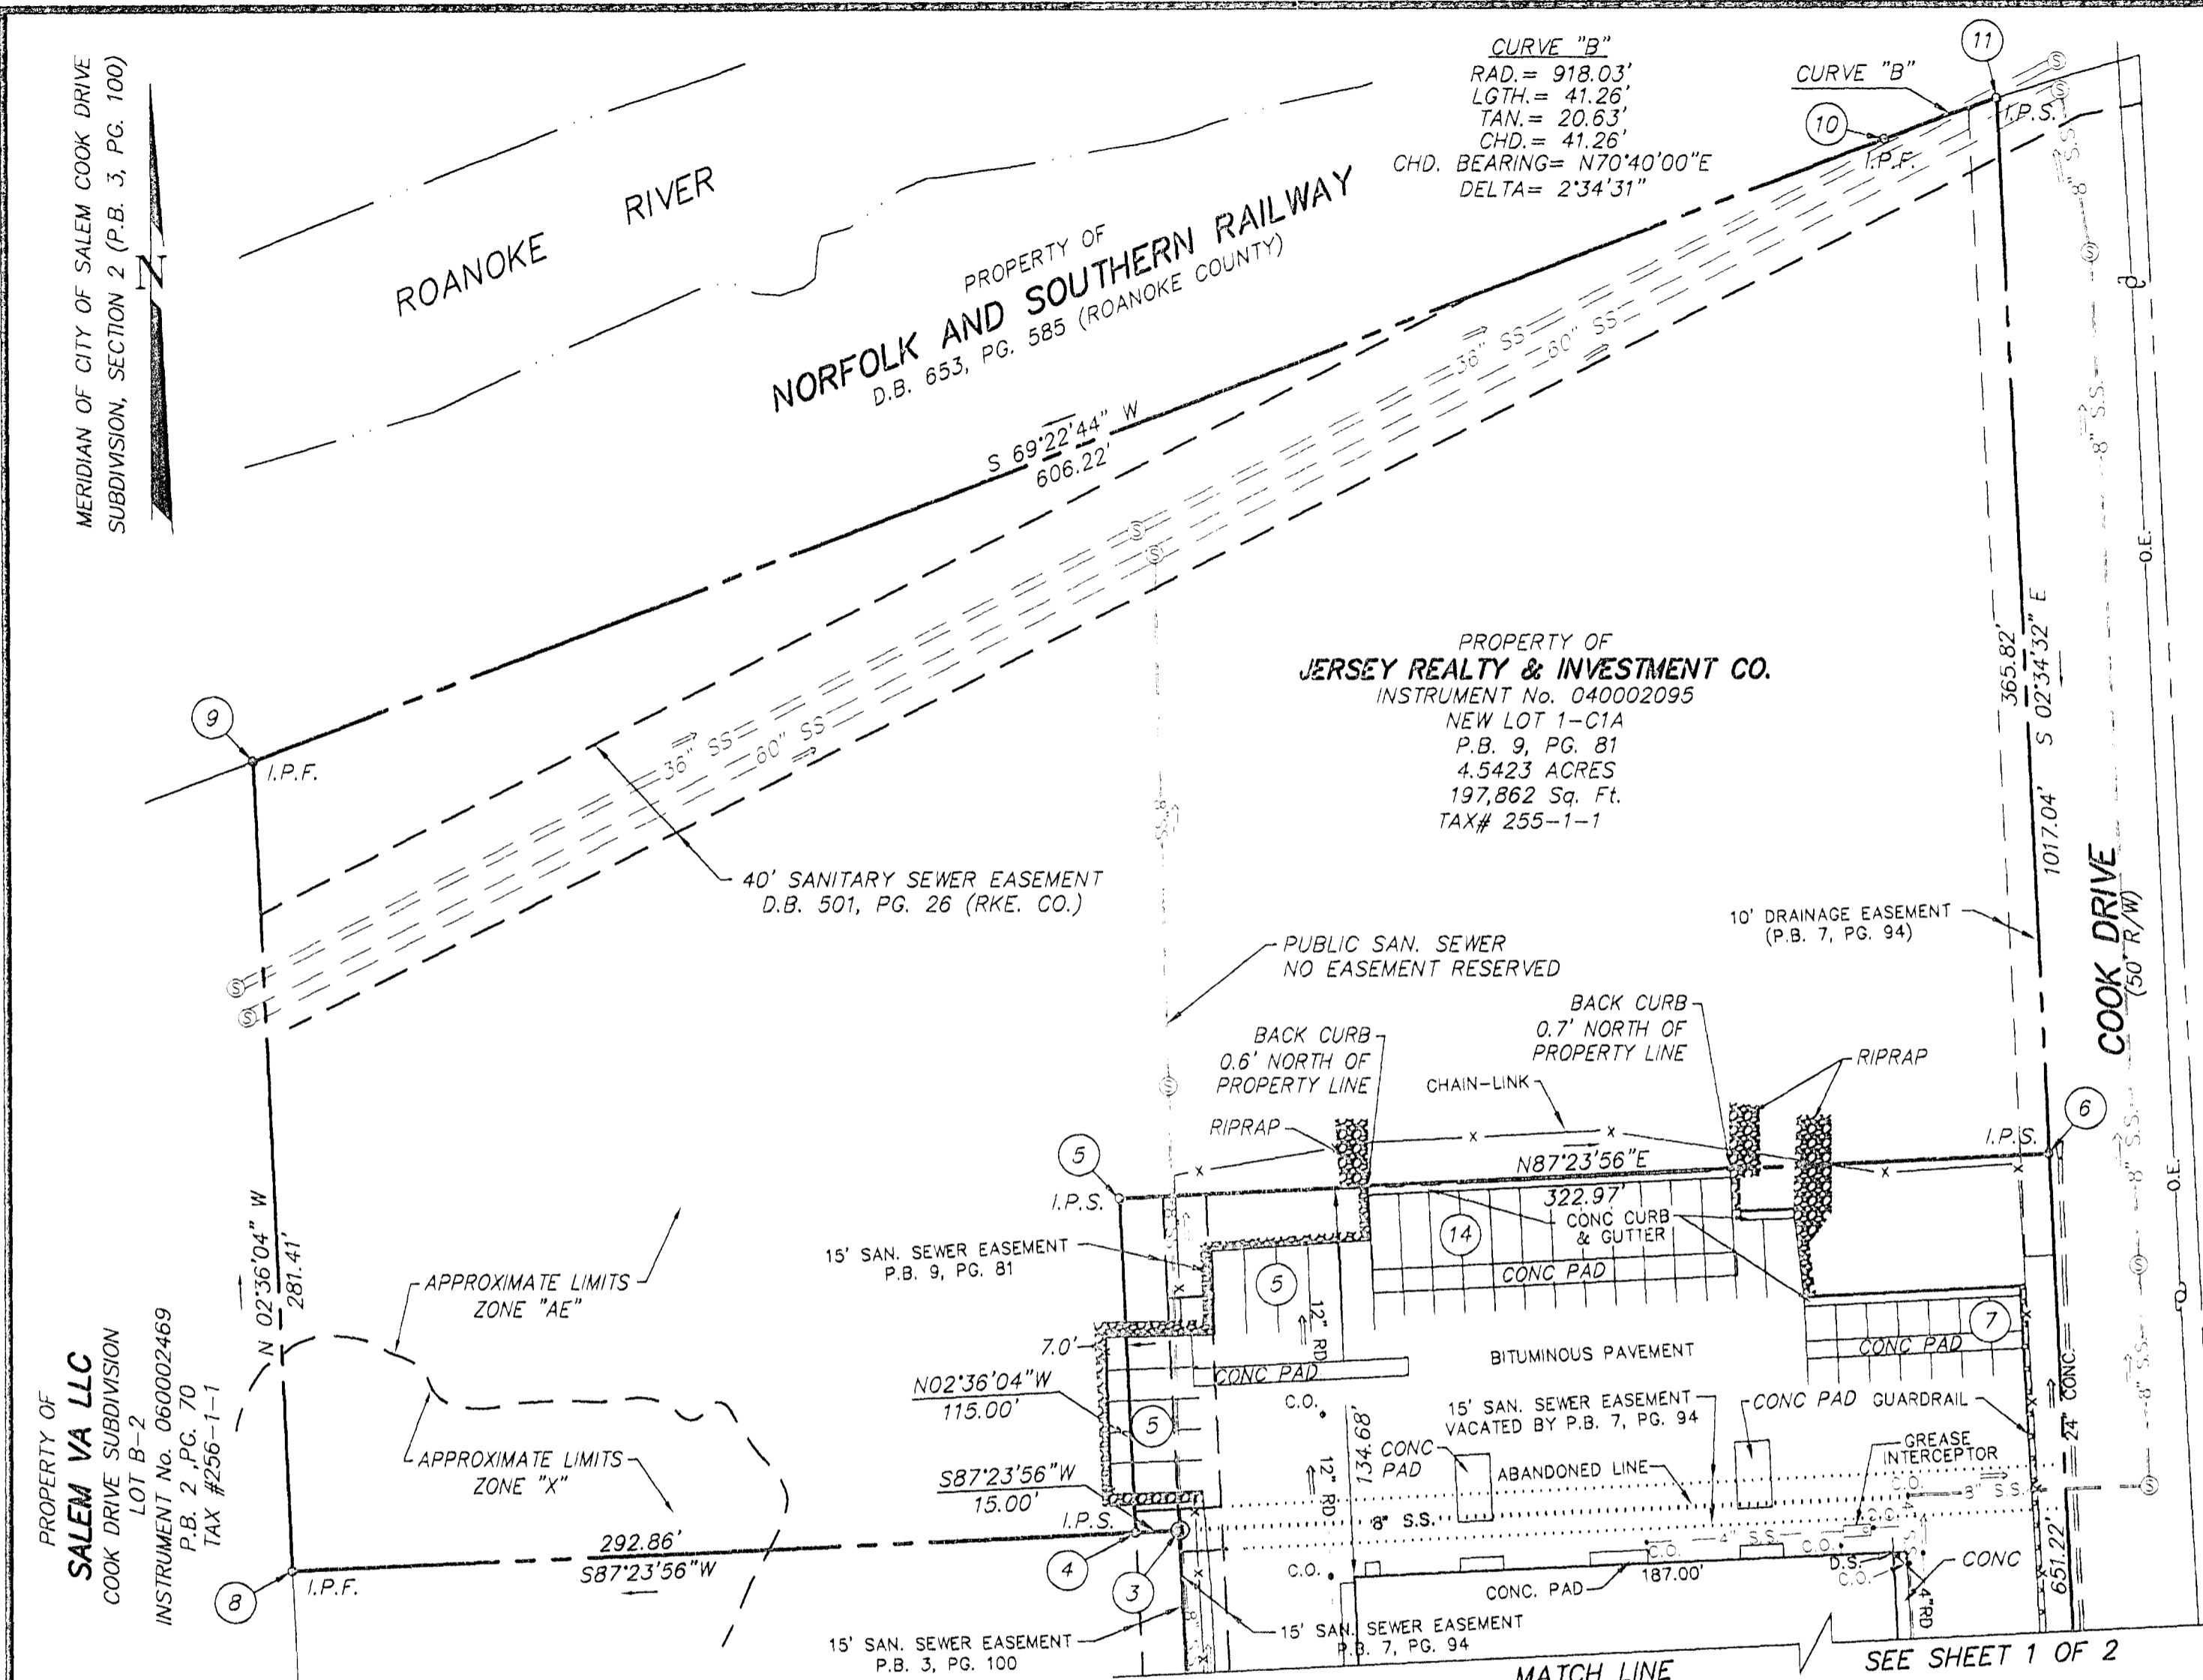 MERIDIAN OF CITY OF SALEM COOK DRIVE
SUBDIVISION, SECTION 2 (P.B. 3, PG. 100)
N
ROANOKE RIVER
PROPERTY OF
NORFOLK AND SOUTHERN RAILWAY
D.B. 653, PG. 585 (ROANOKE COUNTY)
CURVE "B"
RAD.= 918.03'
LGTH.= 41.26'
TAN.= 20.63'
CHD.= 41.26'
CHD. BEARING= N70°40'00"E
DELTA= 2°34'31"
CURVE "B"
11
I.P.S.
10
I.P.F.
S 69°22'44" W
606.22'
36" SS
60" SS
S
S
S
S
8" S.S.
S
8" S.S.
O.E.
9
I.P.F.
36" SS
60" SS
S
S
40' SANITARY SEWER EASEMENT
D.B. 501, PG. 26 (RKE. CO.)
PROPERTY OF
JERSEY REALTY & INVESTMENT CO.
INSTRUMENT No. 040002095
NEW LOT 1-C1A
P.B. 9, PG. 81
4.5423 ACRES
197,862 Sq. Ft.
TAX# 255-1-1
365.82'
S 02°34'32" E
1017.04'
COOK DRIVE
(50' R/W)
10' DRAINAGE EASEMENT
(P.B. 7, PG. 94)
8" S.S.
PUBLIC SAN. SEWER
NO EASEMENT RESERVED
S
BACK CURB
0.6' NORTH OF
PROPERTY LINE
BACK CURB
0.7' NORTH OF
PROPERTY LINE
CHAIN-LINK
RIPRAP
RIPRAP
6
I.P.S.
5
I.P.S.
N87°23'56"E
322.97'
CONC CURB
& GUTTER
14
CONC PAD
15' SAN. SEWER EASEMENT
P.B. 9, PG. 81
8" S.S.
5
12" RD
7
CONC PAD
BITUMINOUS PAVEMENT
7.0'
CONC PAD
N02°36'04"W
115.00'
5
C.O.
134.68'
15' SAN. SEWER EASEMENT
VACATED BY P.B. 7, PG. 94
CONC PAD
GUARDRAIL
CONC
PAD
ABANDONED LINE
GREASE
INTERCEPTOR
12" RD
S87°23'56"W
15.00'
I.P.S.
8" S.S.
4" S.S.
C.O.
C.O.
C.O.
C.O.
8" S.S.
S
D.S.
C.O.
CONC
4" RD
C.O.
CONC. PAD
187.00'
4
3
8" S.S.
24" CONC.
651.22'
8" S.S.
8" S.S.
S
O.E.
15' SAN. SEWER EASEMENT
P.B. 7, PG. 94
15' SAN. SEWER EASEMENT
P.B. 3, PG. 100
MATCH LINE
SEE SHEET 1 OF 2
N 02°36'04" W
281.41'
APPROXIMATE LIMITS
ZONE "AE"
APPROXIMATE LIMITS
ZONE "X"
292.86'
S87°23'56"W
8
I.P.F.
PROPERTY OF
SALEM VA LLC
COOK DRIVE SUBDIVISION
LOT B-2
INSTRUMENT No. 060002469
P.B. 2 ,PG. 70
TAX #256-1-1